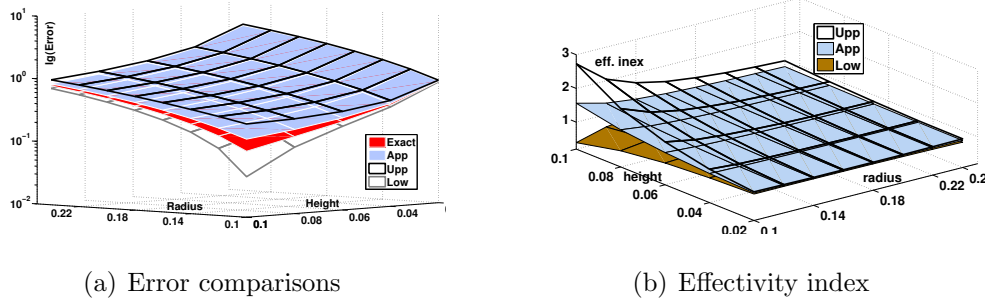 lg(Error)
10^1
10^0
10^-1
10^-2
Exact
App
Upp
Low
0.22
0.18
0.14
0.1
Radius
0.1
0.08
0.06
0.04
Height
(a) Error comparisons
3
2
1
eff. inex
Upp
App
Low
0.1
0.08
0.06
0.04
0.02
height
0.1
0.14
0.18
0.22
radius
(b) Effectivity index